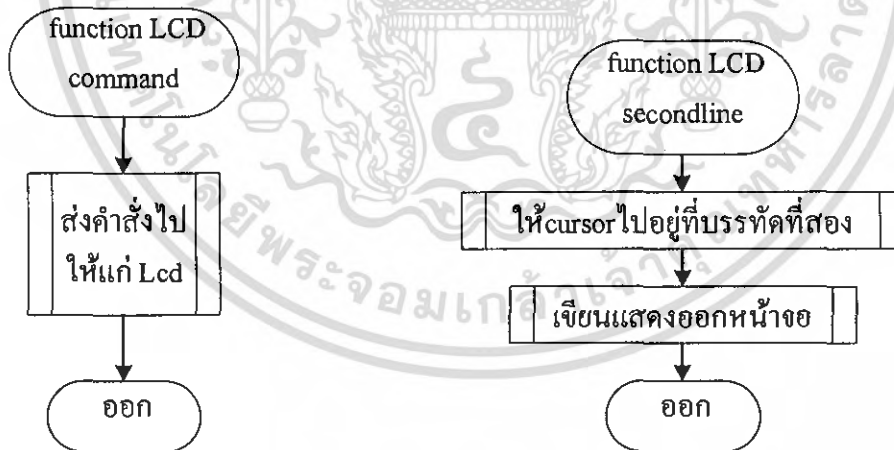 function LCD
command
ส่งคำสั่งไป
ให้แก่ Lcd
ออก
function LCD
secondline
ให้cursorไปอยู่ที่บรรทัดที่สอง
เขียนแสดงออกหน้าจอ
ออก